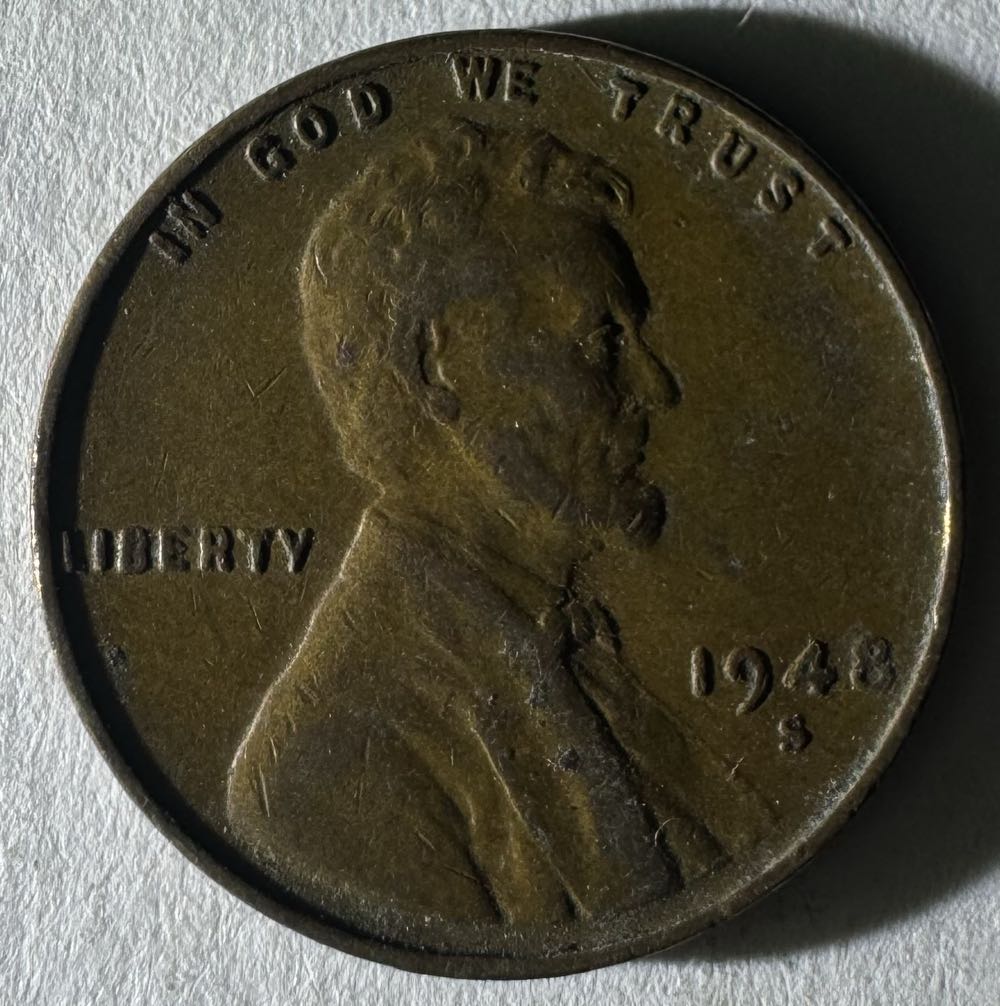 IN GOD WE TRUST
LIBERTY
1948
S